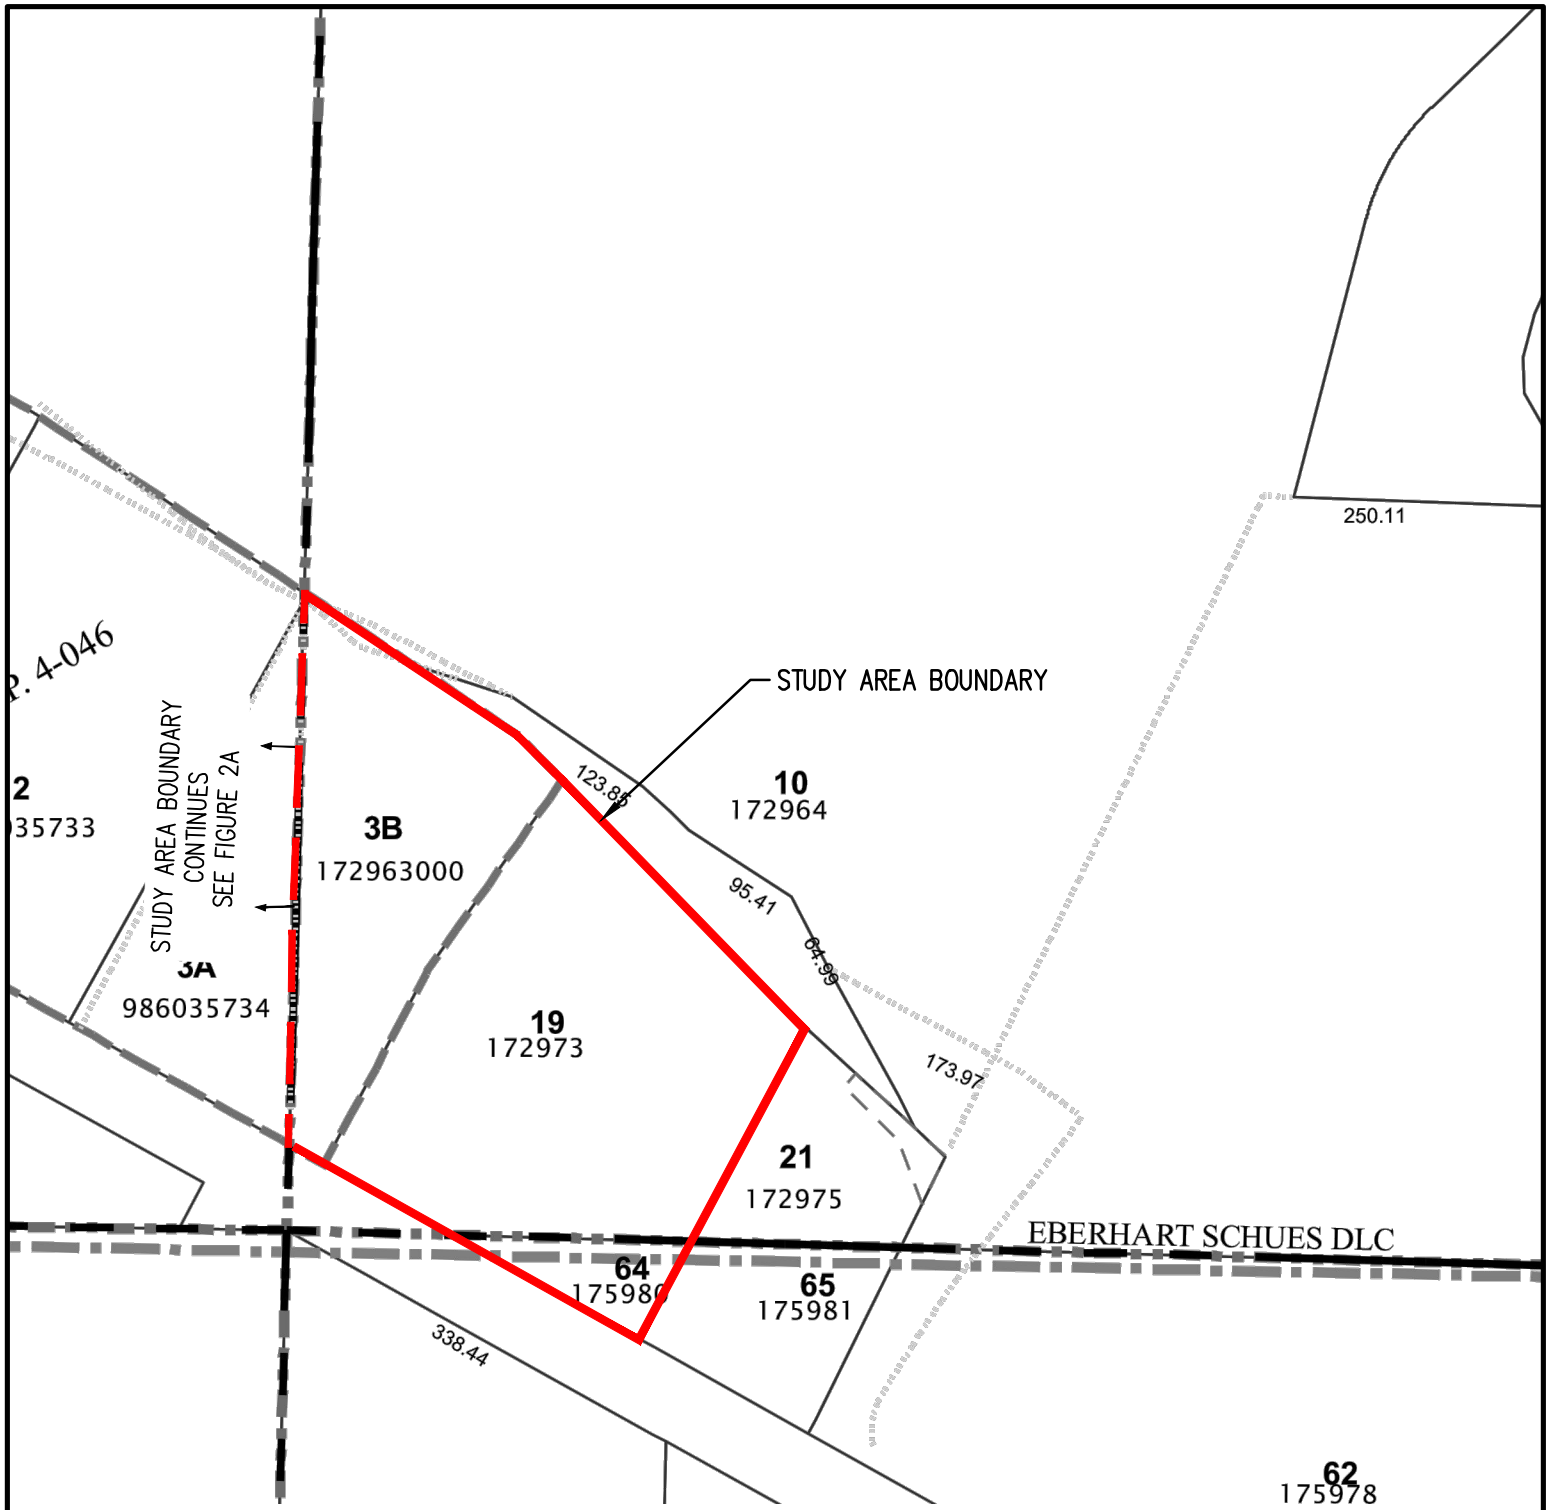 250.11
P. 4-046
STUDY AREA BOUNDARY
STUDY AREA BOUNDARY
CONTINUES
SEE FIGURE 2A
123.85
10
172964
2
35733
3B
172963000
95.41
64.99
3A
986035734
19
172973
173.97
21
172975
EBERHART SCHUES DLC
64
175980
65
175981
338.44
62
175978